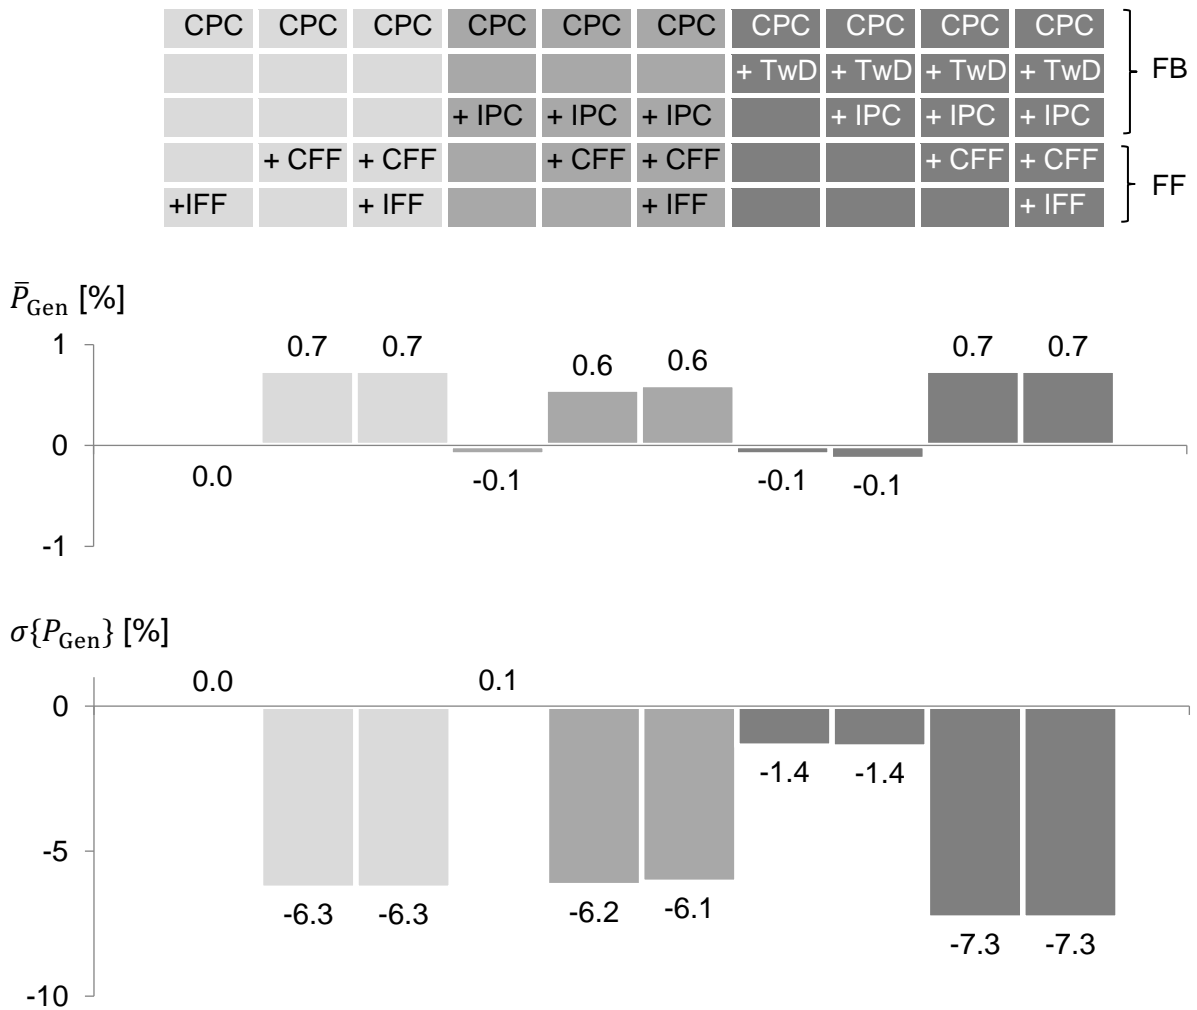 CPC CPC CPC CPC CPC CPC CPC CPC CPC CPC
+ TwD + TwD + TwD + TwD
FB
+ IPC + IPC + IPC + IPC + IPC + IPC
+ CFF + CFF + CFF + CFF + CFF + CFF
FF
+IFF + IFF + IFF + IFF
P̄Gen [%]
1
0.7 0.7 0.6 0.6 0.7 0.7
0
0.0 -0.1 -0.1 -0.1
-1
σ{PGen} [%]
0.0 0.1
0
-1.4 -1.4
-5
-6.3 -6.3 -6.2 -6.1 -7.3 -7.3
-10